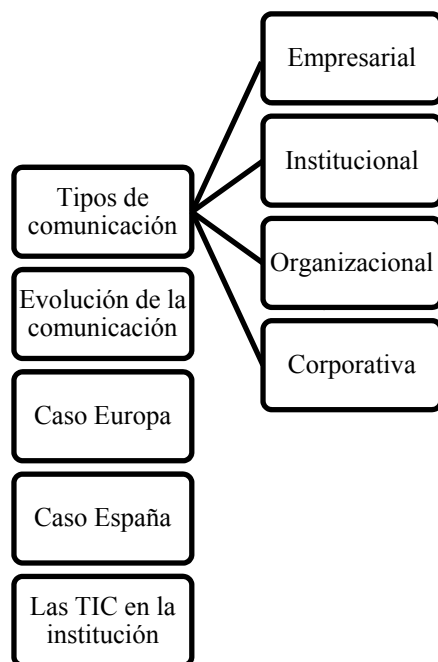 Tipos de
comunicación
Evolución de la
comunicación
Caso Europa
Caso España
Las TIC en la
institución
Empresarial
Institucional
Organizacional
Corporativa